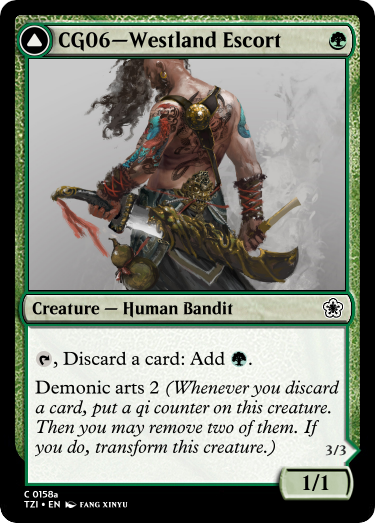 CG06—Westland Escort
Creature — Human Bandit
, Discard a card: Add .
Demonic arts 2 (Whenever you discard
a card, put a qi counter on this creature.
Then you may remove two of them. If
you do, transform this creature.)
3/3
1/1
C 0158a
TZI • EN FANG XINYU